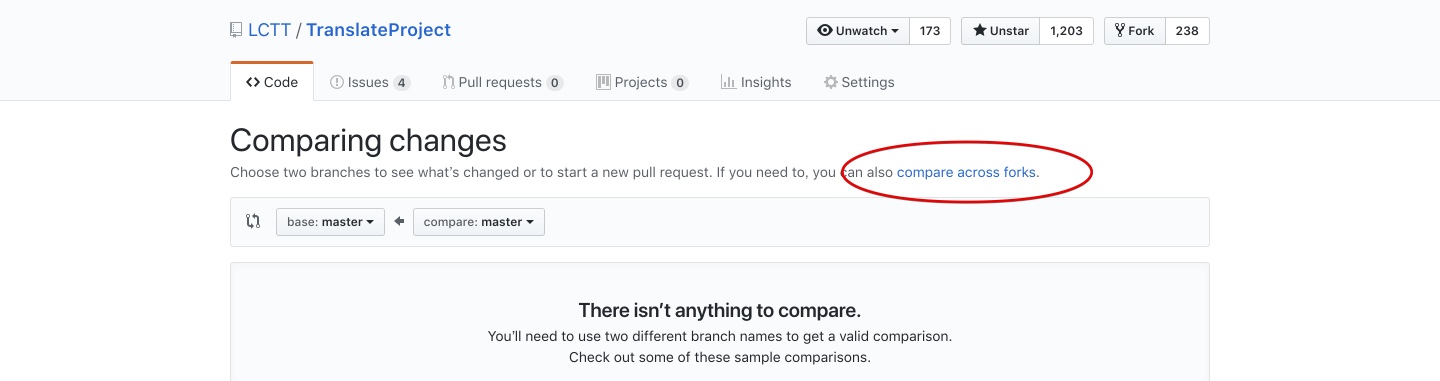 LCTT / TranslateProject
Unwatch 173 Unstar 1,203 Fork 238
Code Issues 4 Pull requests 0 Projects 0 Insights Settings
Comparing changes
Choose two branches to see what's changed or to start a new pull request. If you need to, you can also compare across forks.
base: master compare: master
There isn't anything to compare.
You'll need to use two different branch names to get a valid comparison.
Check out some of these sample comparisons.